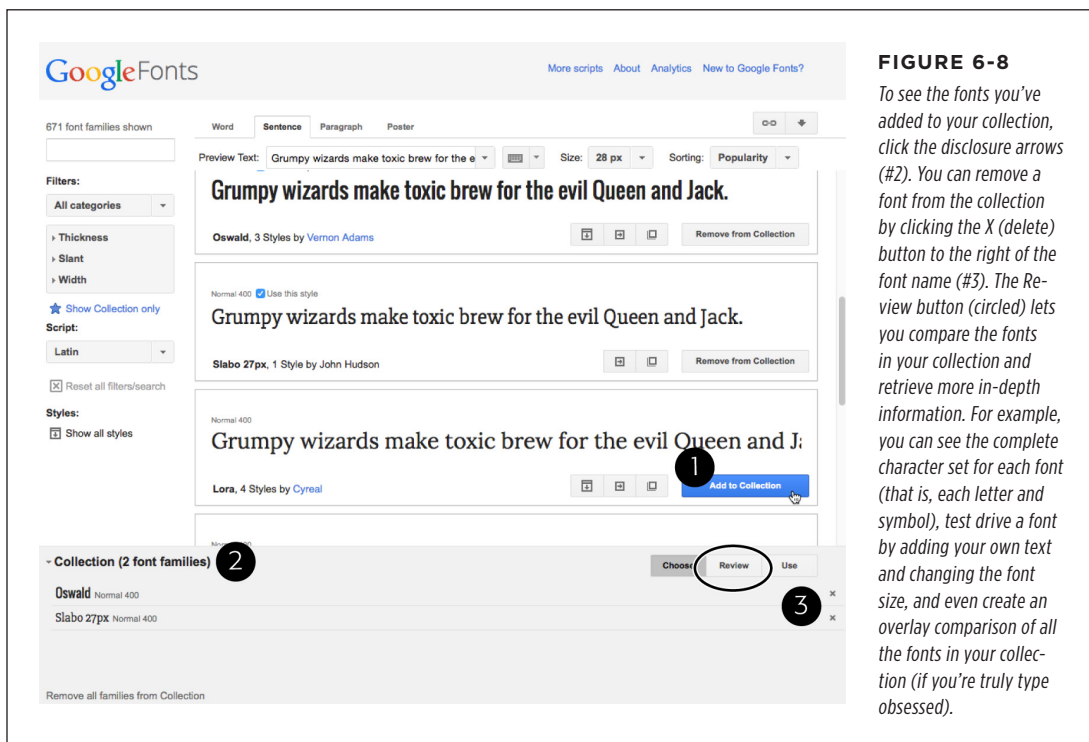 Google Fonts
More scripts About Analytics New to Google Fonts?
671 font families shown
Word Sentence Paragraph Poster
Preview Text: Grumpy wizards make toxic brew for the e Size: 28 px Sorting: Popularity
Filters:
All categories
Thickness
Slant
Width
Show Collection only
Script:
Latin
Reset all filters/search
Styles:
Show all styles
Grumpy wizards make toxic brew for the evil Queen and Jack.
Oswald, 3 Styles by Vernon Adams Remove from Collection
Normal 400 Use this style
Grumpy wizards make toxic brew for the evil Queen and Jack.
Slabo 27px, 1 Style by John Hudson Remove from Collection
Normal 400
Grumpy wizards make toxic brew for the evil Queen and Ja
1
Lora, 4 Styles by Cyreal Add to Collection
Normal 400
Collection (2 font families) 2 Choose Review Use
Oswald Normal 400 ×
3
Slabo 27px Normal 400 ×
Remove all families from Collection
FIGURE 6-8
To see the fonts you've
added to your collection,
click the disclosure arrows
(#2). You can remove a
font from the collection
by clicking the X (delete)
button to the right of the
font name (#3). The Re-
view button (circled) lets
you compare the fonts
in your collection and
retrieve more in-depth
information. For example,
you can see the complete
character set for each font
(that is, each letter and
symbol), test drive a font
by adding your own text
and changing the font
size, and even create an
overlay comparison of all
the fonts in your collec-
tion (if you're truly type
obsessed).